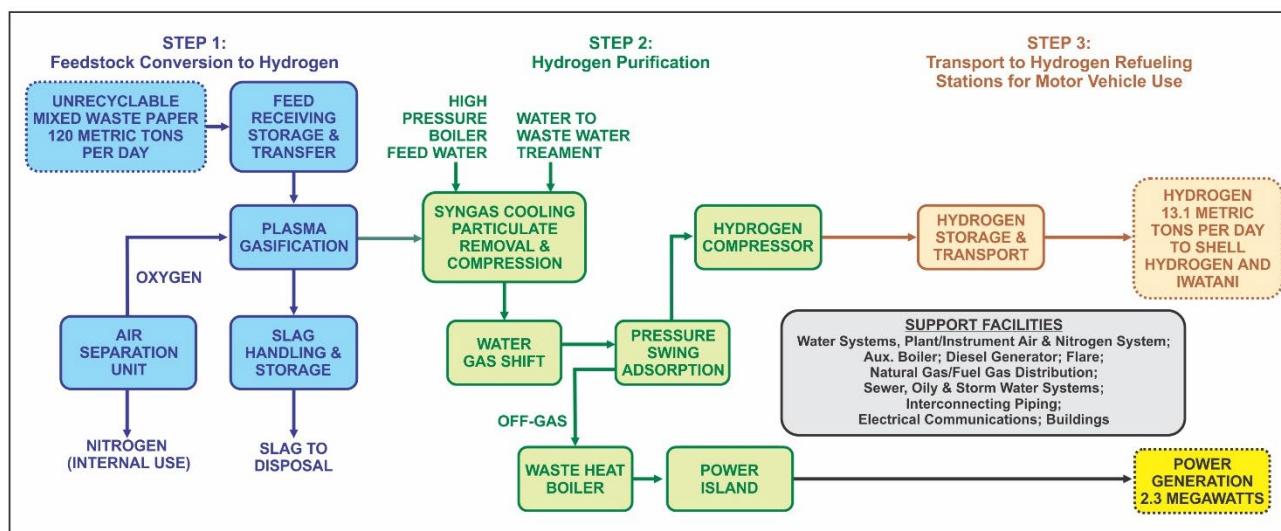 STEP 1:
Feedstock Conversion to Hydrogen
UNRECYCLABLE
MIXED WASTE PAPER
120 METRIC TONS
PER DAY
FEED
RECEIVING
STORAGE &
TRANSFER
PLASMA
GASIFICATION
OXYGEN
AIR
SEPARATION
UNIT
SLAG
HANDLING &
STORAGE
NITROGEN
(INTERNAL USE)
SLAG TO
DISPOSAL
STEP 2:
Hydrogen Purification
HIGH
PRESSURE
BOILER
FEED WATER
WATER TO
WASTE WATER
TREAMENT
SYNGAS COOLING
PARTICULATE
REMOVAL &
COMPRESSION
HYDROGEN
COMPRESSOR
WATER
GAS SHIFT
PRESSURE
SWING
ADSORPTION
OFF-GAS
WASTE HEAT
BOILER
POWER
ISLAND
STEP 3:
Transport to Hydrogen Refueling
Stations for Motor Vehicle Use
HYDROGEN
STORAGE &
TRANSPORT
HYDROGEN
13.1 METRIC
TONS PER DAY
TO SHELL
HYDROGEN AND
IWATANI
SUPPORT FACILITIES
Water Systems, Plant/Instrument Air & Nitrogen System;
Aux. Boiler; Diesel Generator; Flare;
Natural Gas/Fuel Gas Distribution;
Sewer, Oily & Storm Water Systems;
Interconnecting Piping;
Electrical Communications; Buildings
POWER
GENERATION
2.3 MEGAWATTS